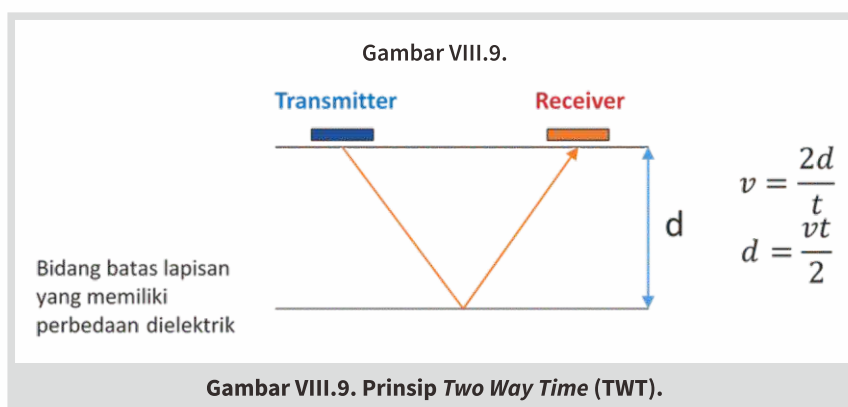 Gambar VIII.9.
Transmitter
Receiver
d
v = 2d/t
d = vt/2
Bidang batas lapisan
yang memiliki
perbedaan dielektrik
Gambar VIII.9. Prinsip Two Way Time (TWT).